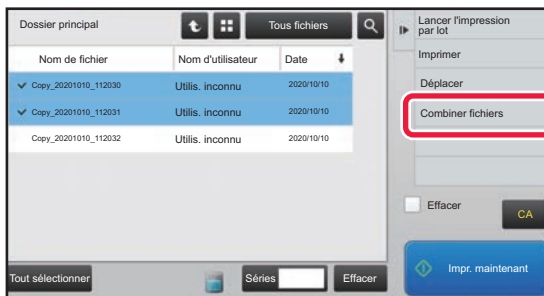 Dossier principal
Tous fichiers
Nom de fichier
Nom d'utilisateur
Date
Copy_20201010_112030
Utilis. inconnu
2020/10/10
Copy_20201010_112031
Utilis. inconnu
2020/10/10
Copy_20201010_112032
Utilis. inconnu
2020/10/10
Tout sélectionner
Séries
Effacer
Lancer l'impression
par lot
Imprimer
Déplacer
Combiner fichiers
Effacer
CA
Impr. maintenant